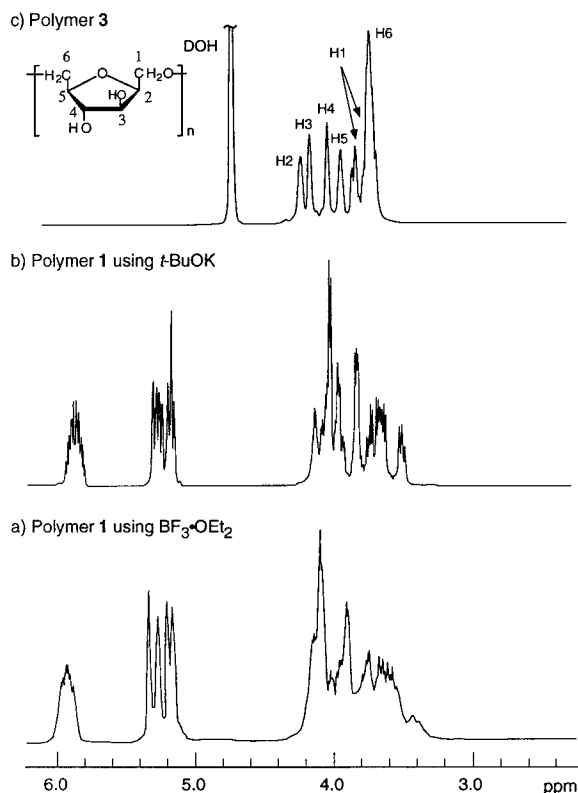 c) Polymer 3
6
1
H₂C
O
CH₂O
5
2
HO
4
3
HO
n
DOH
H2
H3
H4
H5
H1
H6
b) Polymer 1 using t-BuOK
a) Polymer 1 using BF₃•OEt₂
6.0 5.0 4.0 3.0 ppm